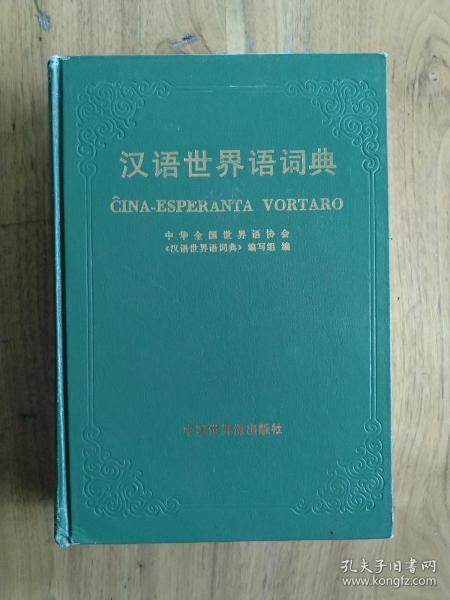 汉语世界语词典
ĈINA-ESPERANTA VORTARO
中华全国世界语协会
《汉语世界语词典》编写组 编
中国世界语出版社
孔夫子旧书网
www.kongfz.com